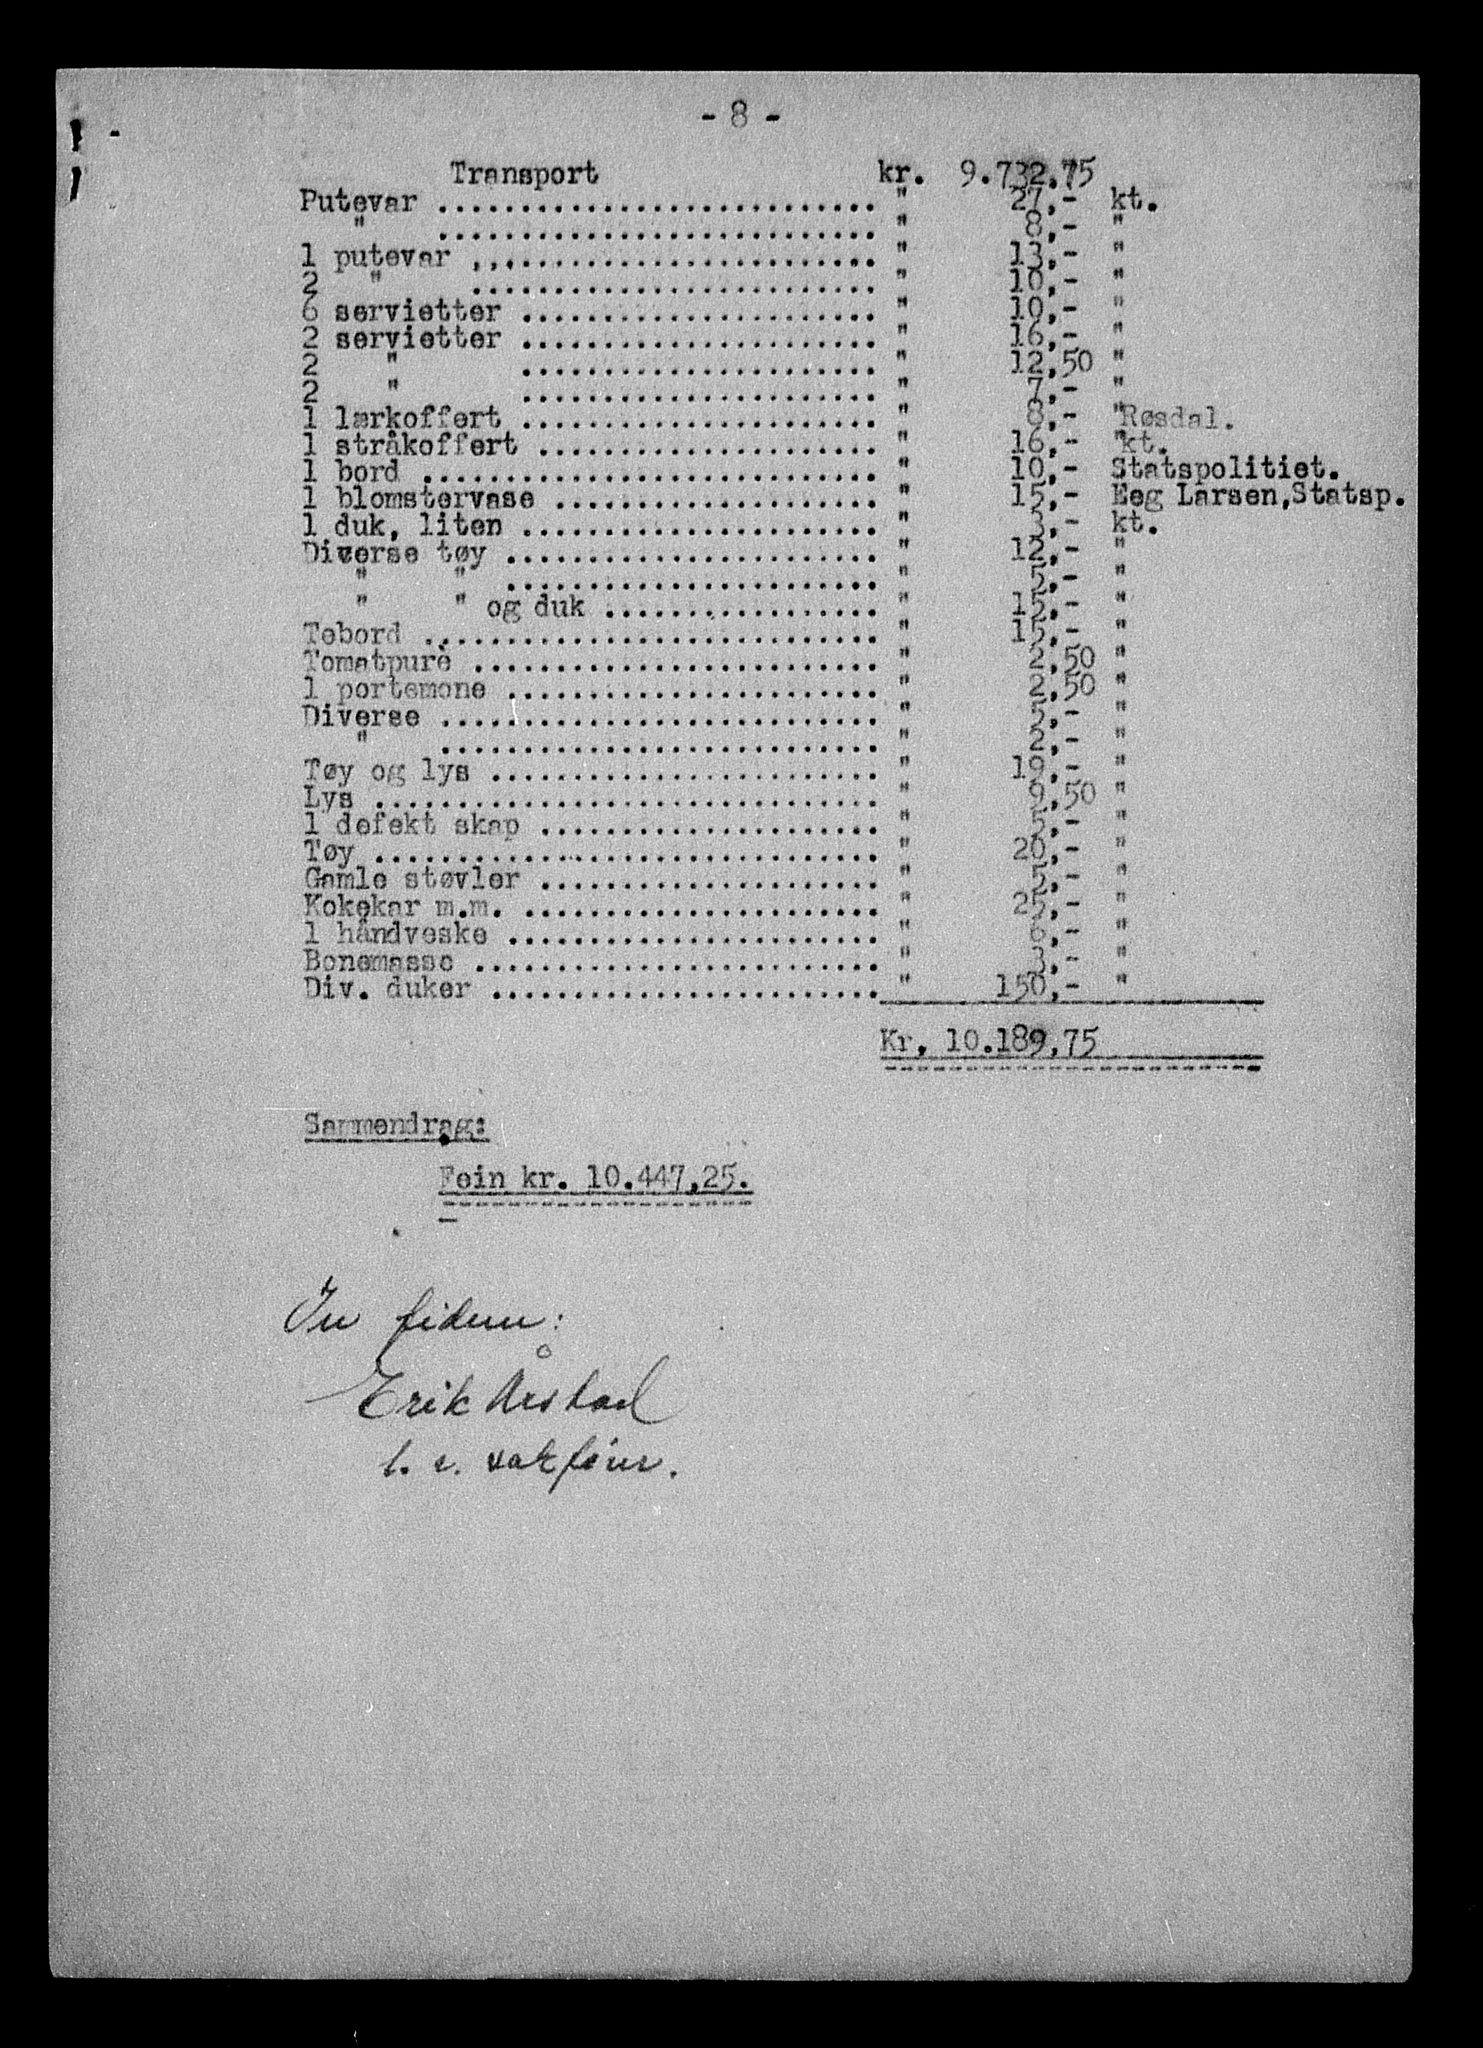 - 8 -
Transport kr. 9.732,75
Putevar ........................... " 27,- kt.
" ........................... " 8,- "
1 putevar ,,,...................... " 13,- "
2 " ......................... " 10,- "
6 servietter ...................... " 10,- "
2 servietter ...................... " 16,- "
2 " ...................... " 12,50 "
2 " ...................... " 7,- "
1 lærkoffert ...................... " 8,- " Røsdal.
1 stråkoffert ..................... " 16,- "kt.
1 bord ............................ " 10,- Statspolitiet.
1 blomstervase .................... " 15,- Eeg Larsen,Statsp.
1 duk, liten ...................... " 3,- kt.
Diverse tøy ....................... " 12,- "
" " ....................... " 5,- "
" " og duk ................. " 15,- "
Tebord ............................ " 15,- "
Tomatpurè ......................... " 2,50 "
1 portemone ....................... " 2,50 "
Diverse ........................... " 5,- "
" ........................... " 2,- "
Tøy og lys ........................ " 19,- "
Lys ............................... " 9,50 "
1 defekt skap ..................... " 5,- "
Tøy ............................... " 20,- "
Gamle støvler ..................... " 5,- "
Kokekar m.m. ...................... " 25,- "
1 håndveske ....................... " 6,- "
Bonemasse ......................... " 3,- "
Div. duker ........................ " 150,- "
Kr. 10.189,75
Sammendrag:
Fein kr. 10.447,25.
In fidem:
Erik Årstad